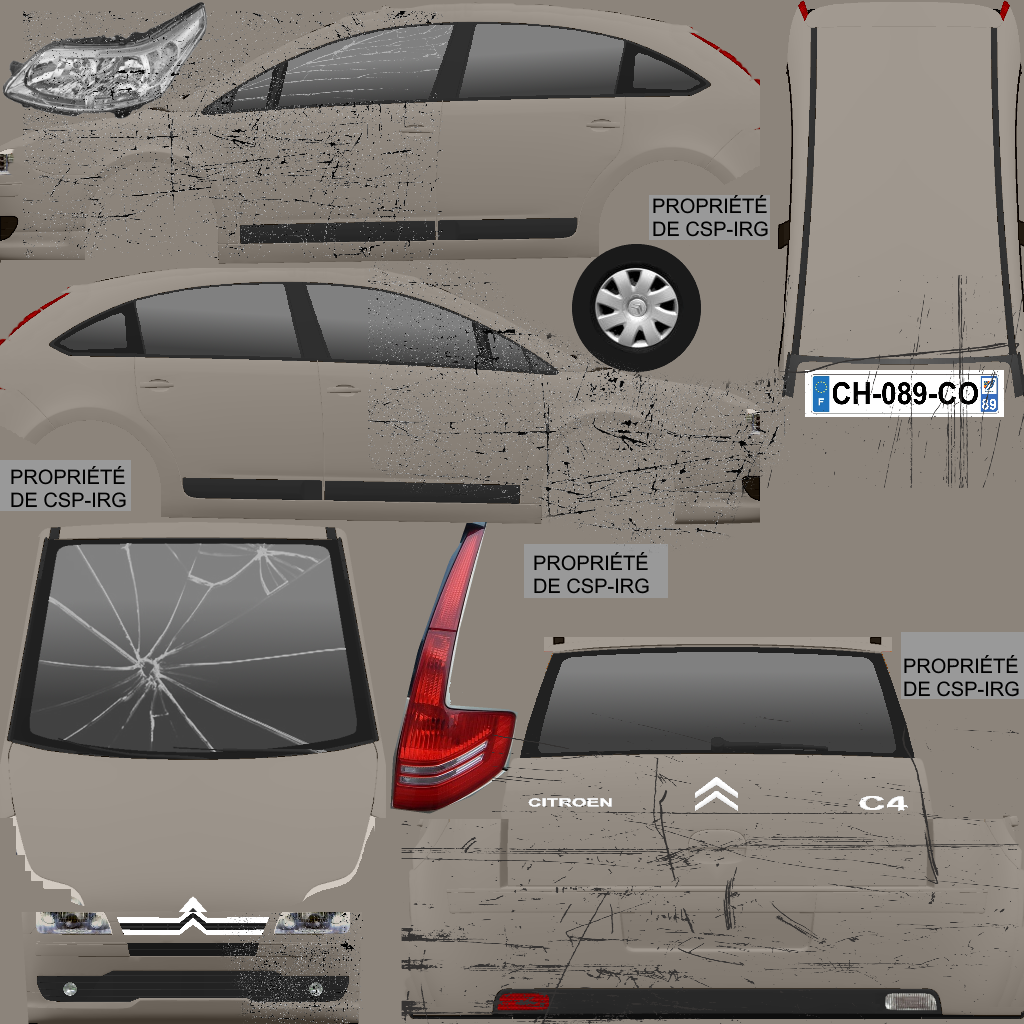 PROPRIÉTÉ
DE CSP-IRG
F
CH-089-CO
89
PROPRIÉTÉ
DE CSP-IRG
PROPRIÉTÉ
DE CSP-IRG
PROPRIÉTÉ
DE CSP-IRG
CITROEN
C4